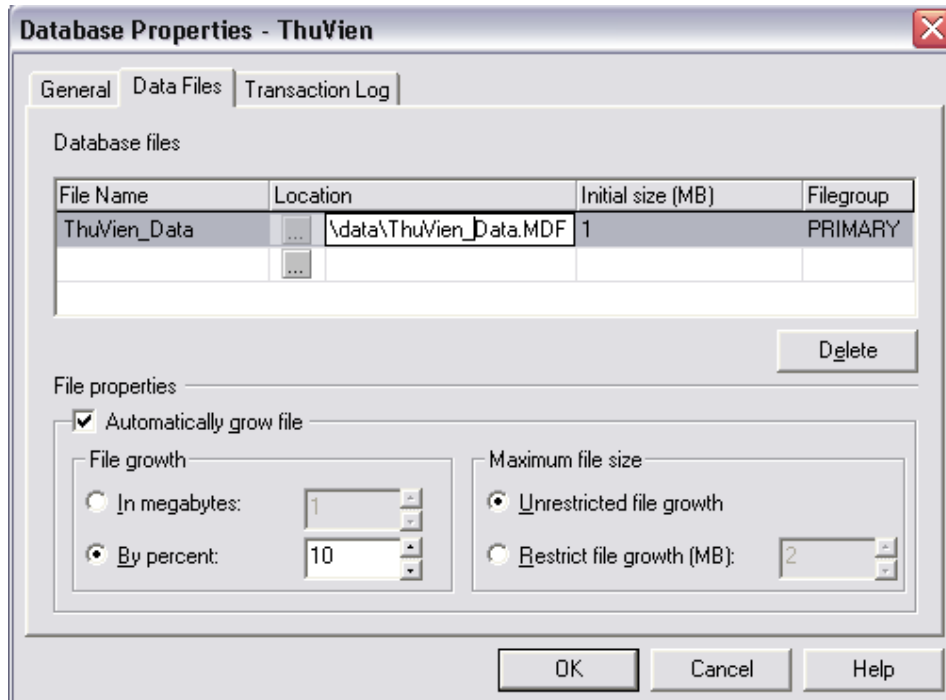 Database Properties - ThuVien
General Data Files Transaction Log
Database files
File Name Location Initial size (MB) Filegroup
ThuVien_Data ... \data\ThuVien_Data.MDF 1 PRIMARY
...
Delete
File properties
Automatically grow file
File growth Maximum file size
In megabytes: 1 Unrestricted file growth
By percent: 10 Restrict file growth (MB): 2
OK Cancel Help